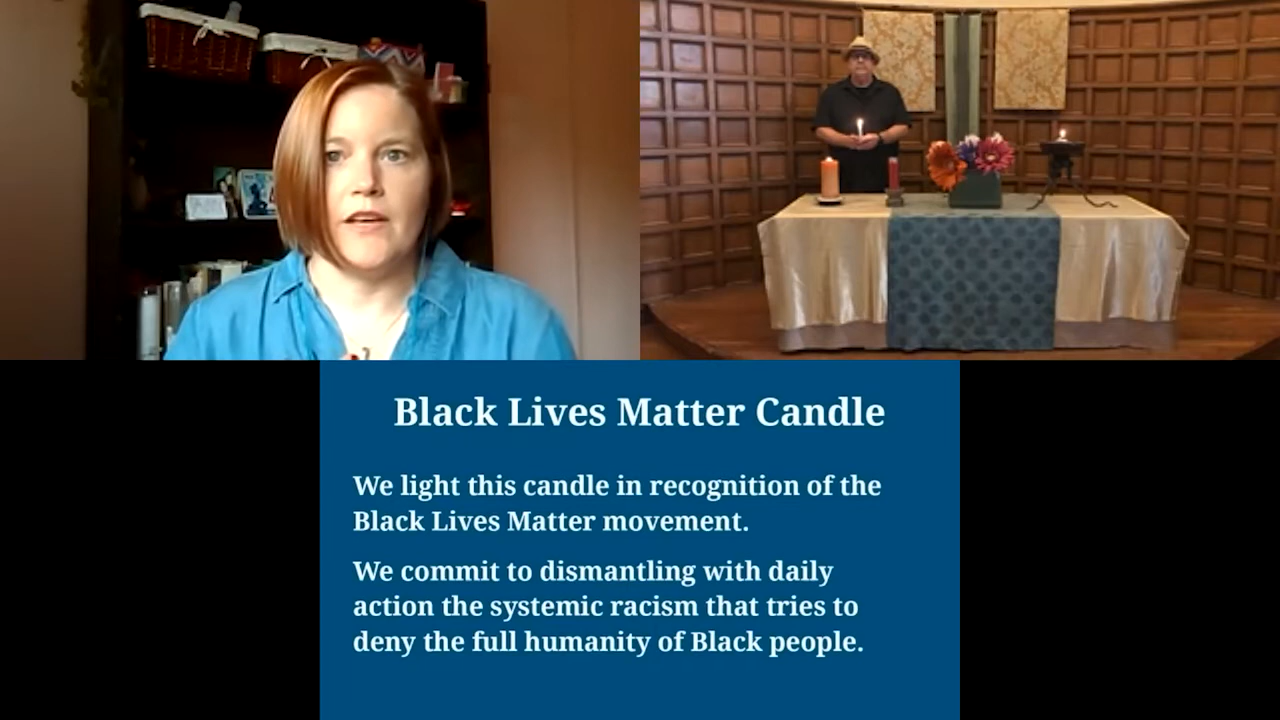 Black Lives Matter Candle
We light this candle in recognition of the
Black Lives Matter movement.
We commit to dismantling with daily
action the systemic racism that tries to
deny the full humanity of Black people.